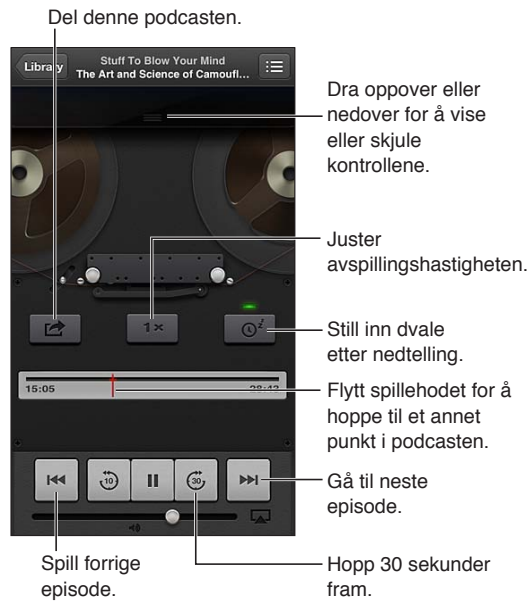 Del denne podcasten.
Library
Stuff To Blow Your Mind
The Art and Science of Camoufl...
Dra oppover eller
nedover for å vise
eller skjule
kontrollene.
Juster
avspillingshastigheten.
1×
z
Still inn dvale
etter nedtelling.
15:05
28:43
Flytt spillehodet for å
hoppe til et annet
punkt i podcasten.
10
30
Gå til neste
episode.
Spill forrige
episode.
Hopp 30 sekunder
fram.